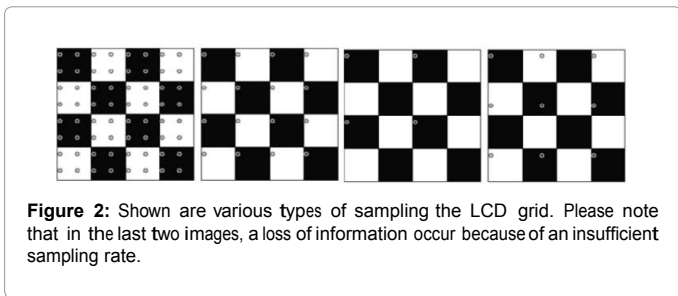 Figure 2: Shown are various types of sampling the LCD grid. Please note
that in the last two images, a loss of information occur because of an insufficient
sampling rate.